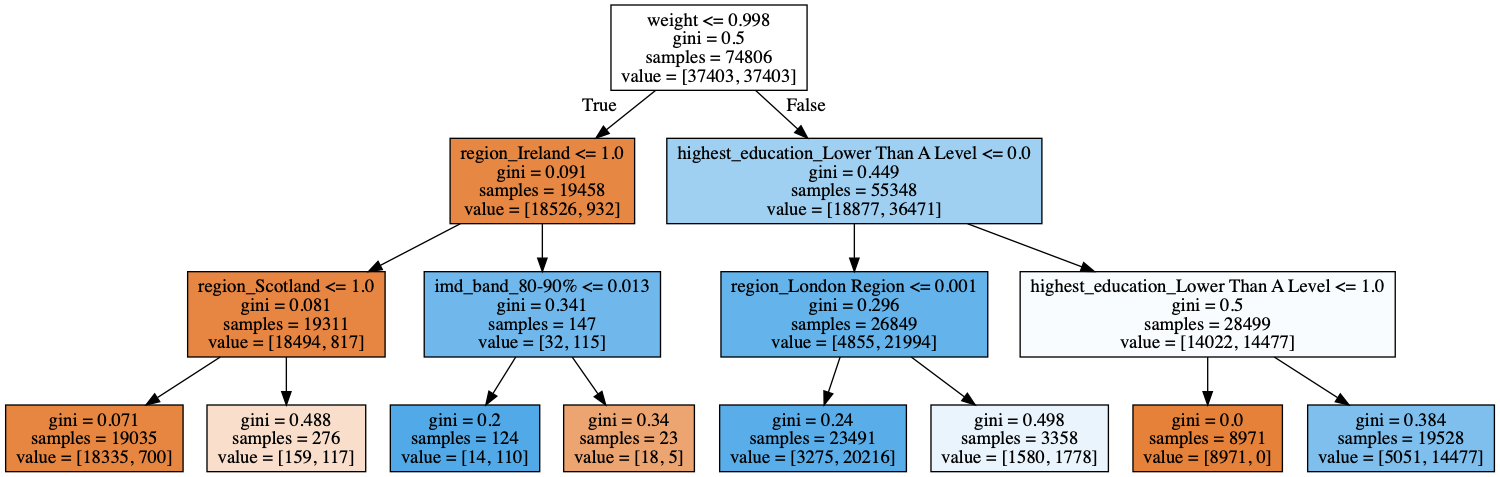 weight <= 0.998
gini = 0.5
samples = 74806
value = [37403, 37403]
True
False
region_Ireland <= 1.0
gini = 0.091
samples = 19458
value = [18526, 932]
highest_education_Lower Than A Level <= 0.0
gini = 0.449
samples = 55348
value = [18877, 36471]
region_Scotland <= 1.0
gini = 0.081
samples = 19311
value = [18494, 817]
imd_band_80-90% <= 0.013
gini = 0.341
samples = 147
value = [32, 115]
region_London Region <= 0.001
gini = 0.296
samples = 26849
value = [4855, 21994]
highest_education_Lower Than A Level <= 1.0
gini = 0.5
samples = 28499
value = [14022, 14477]
gini = 0.071
samples = 19035
value = [18335, 700]
gini = 0.488
samples = 276
value = [159, 117]
gini = 0.2
samples = 124
value = [14, 110]
gini = 0.34
samples = 23
value = [18, 5]
gini = 0.24
samples = 23491
value = [3275, 20216]
gini = 0.498
samples = 3358
value = [1580, 1778]
gini = 0.0
samples = 8971
value = [8971, 0]
gini = 0.384
samples = 19528
value = [5051, 14477]